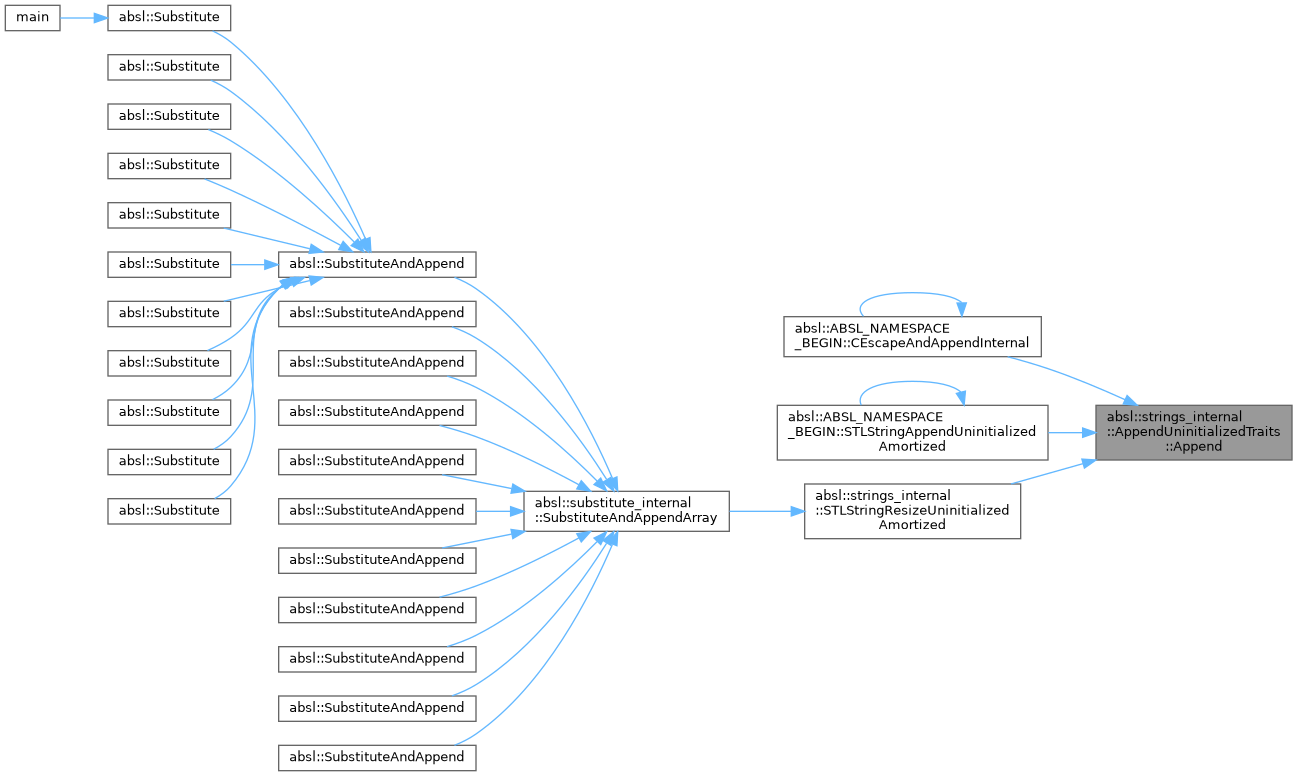 main
absl::Substitute
absl::Substitute
absl::Substitute
absl::Substitute
absl::Substitute
absl::Substitute
absl::Substitute
absl::Substitute
absl::Substitute
absl::Substitute
absl::Substitute
absl::SubstituteAndAppend
absl::SubstituteAndAppend
absl::SubstituteAndAppend
absl::SubstituteAndAppend
absl::SubstituteAndAppend
absl::SubstituteAndAppend
absl::SubstituteAndAppend
absl::SubstituteAndAppend
absl::SubstituteAndAppend
absl::SubstituteAndAppend
absl::SubstituteAndAppend
absl::substitute_internal
::SubstituteAndAppendArray
absl::ABSL_NAMESPACE
_BEGIN::CEscapeAndAppendInternal
absl::ABSL_NAMESPACE
_BEGIN::STLStringAppendUninitialized
Amortized
absl::strings_internal
::STLStringResizeUninitialized
Amortized
absl::strings_internal
::AppendUninitializedTraits
::Append